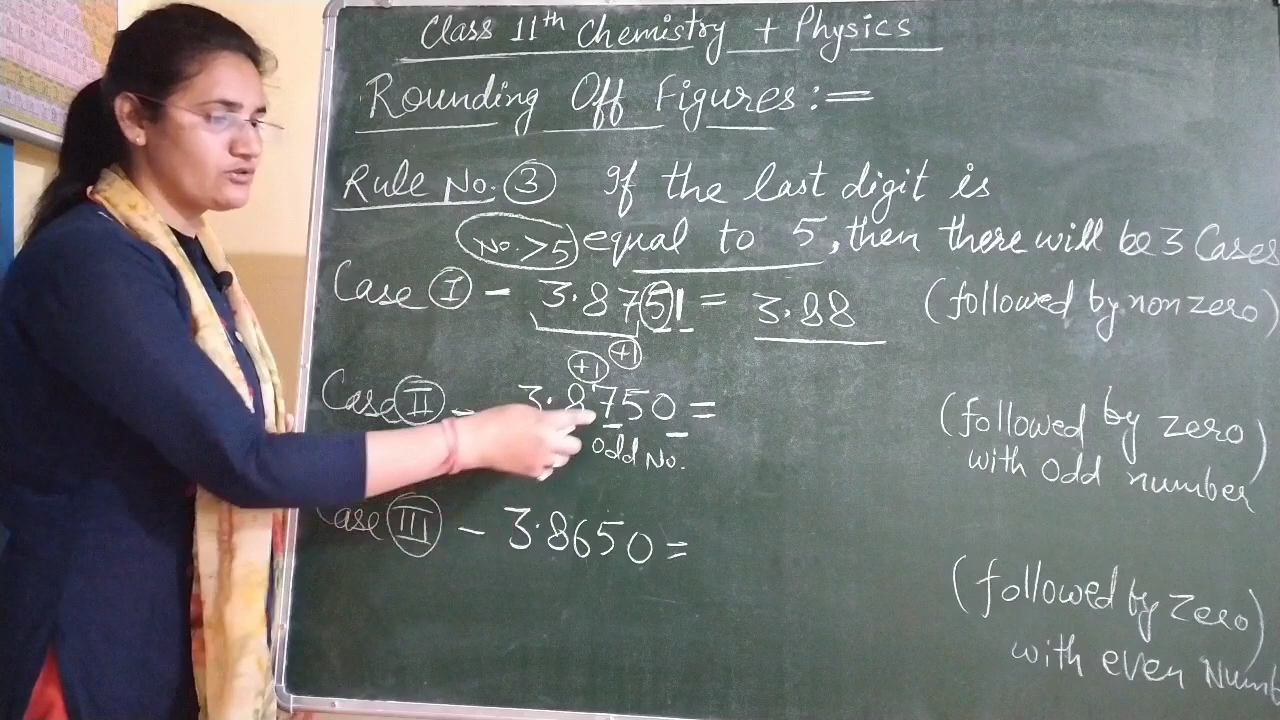 Class 11th Chemistry + Physics
Rounding Off Figures :=
Rule No. 3 If the last digit is
No. >5 equal to 5, then there will be 3 Cases
Case I - 3.8751 = 3.88 (followed by non zero)
+1 +1
Case II - 3.8750 = (followed by zero)
odd No. with odd number
Case III - 3.8650 = (followed by zero)
with even Numb